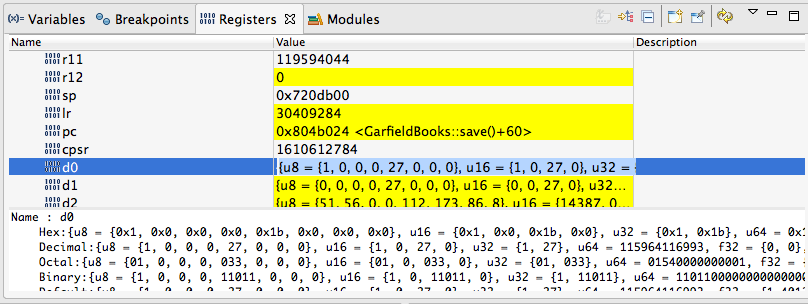 (x)= Variables Breakpoints Registers Modules
Name Value Description
r11 119594044
r12 0
sp 0x720db00
lr 30409284
pc 0x804b024 <GarfieldBooks::save()+60>
cpsr 1610612784
d0 {u8 = {1, 0, 0, 0, 27, 0, 0, 0}, u16 = {1, 0, 27, 0}, u32 =
d1 {u8 = {0, 0, 0, 0, 27, 0, 0, 0}, u16 = {0, 0, 27, 0}, u32...
d2 {u8 = {51, 56, 0, 0, 112, 173, 86, 8}, u16 = {14387, 0,
Name : d0
Hex:{u8 = {0x1, 0x0, 0x0, 0x0, 0x1b, 0x0, 0x0, 0x0}, u16 = {0x1, 0x0, 0x1b, 0x0}, u32 = {0x1, 0x1b}, u64 = 0x1
Decimal:{u8 = {1, 0, 0, 0, 27, 0, 0, 0}, u16 = {1, 0, 27, 0}, u32 = {1, 27}, u64 = 115964116993, f32 = {0, 0},
Octal:{u8 = {01, 0, 0, 0, 033, 0, 0, 0}, u16 = {01, 0, 033, 0}, u32 = {01, 033}, u64 = 01540000000001, f32 =
Binary:{u8 = {1, 0, 0, 0, 11011, 0, 0, 0}, u16 = {1, 0, 11011, 0}, u32 = {1, 11011}, u64 =